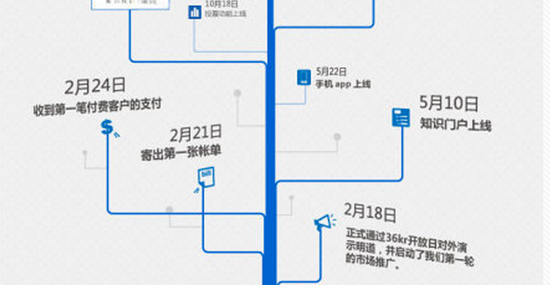 10月18日
投票功能上线
5月22日
手机 app 上线
2月24日
收到第一笔付费客户的支付
5月10日
知识门户上线
2月21日
寄出第一张帐单
bill
2月18日
正式通过36kr开放日对外演
示明道，并启动了我们第一轮
的市场推广。